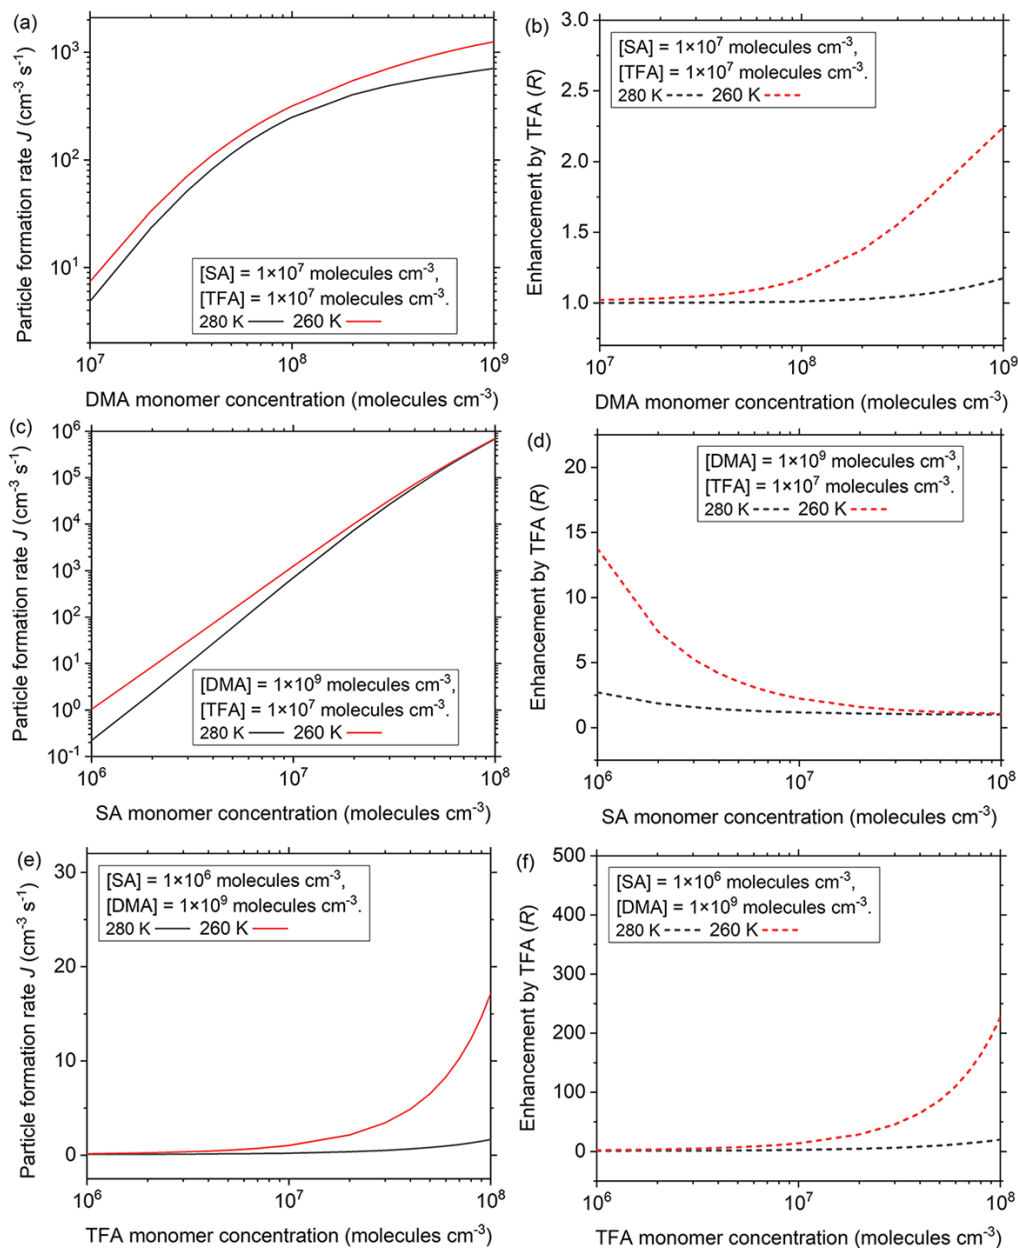 (a)
Particle formation rate J (cm⁻³ s⁻¹)
10³
10²
10¹
[SA] = 1×10⁷ molecules cm⁻³,
[TFA] = 1×10⁷ molecules cm⁻³.
280 K 260 K
10⁷ 10⁸ 10⁹
DMA monomer concentration (molecules cm⁻³)
(b)
Enhancement by TFA (R)
3.0
2.5
2.0
1.5
1.0
[SA] = 1×10⁷ molecules cm⁻³,
[TFA] = 1×10⁷ molecules cm⁻³.
280 K 260 K
10⁷ 10⁸ 10⁹
DMA monomer concentration (molecules cm⁻³)
(c)
Particle formation rate J (cm⁻³ s⁻¹)
10⁶
10⁵
10⁴
10³
10²
10¹
10⁰
10⁻¹
[DMA] = 1×10⁹ molecules cm⁻³,
[TFA] = 1×10⁷ molecules cm⁻³.
280 K 260 K
10⁶ 10⁷ 10⁸
SA monomer concentration (molecules cm⁻³)
(d)
Enhancement by TFA (R)
20
15
10
5
0
[DMA] = 1×10⁹ molecules cm⁻³,
[TFA] = 1×10⁷ molecules cm⁻³.
280 K 260 K
10⁶ 10⁷ 10⁸
SA monomer concentration (molecules cm⁻³)
(e)
Particle formation rate J (cm⁻³ s⁻¹)
30
20
10
0
[SA] = 1×10⁶ molecules cm⁻³,
[DMA] = 1×10⁹ molecules cm⁻³.
280 K 260 K
10⁶ 10⁷ 10⁸
TFA monomer concentration (molecules cm⁻³)
(f)
Enhancement by TFA (R)
500
400
300
200
100
0
[SA] = 1×10⁶ molecules cm⁻³,
[DMA] = 1×10⁹ molecules cm⁻³.
280 K 260 K
10⁶ 10⁷ 10⁸
TFA monomer concentration (molecules cm⁻³)